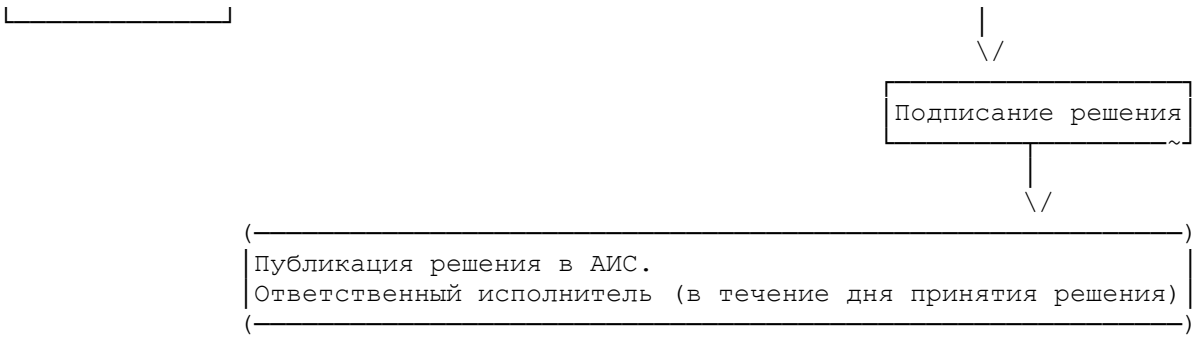 Подписание решения
Публикация решения в АИС.
Ответственный исполнитель (в течение дня принятия решения)